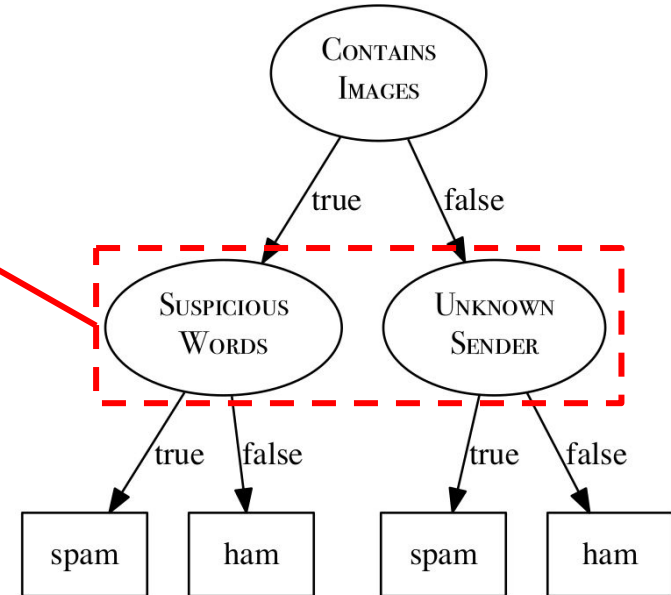 CONTAINS
IMAGES
true
false
SUSPICIOUS
WORDS
UNKNOWN
SENDER
true
false
true
false
spam
ham
spam
ham